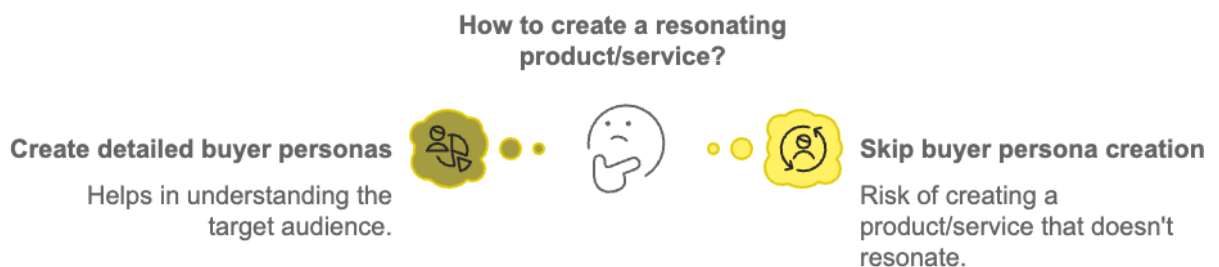 How to create a resonating
product/service?
Create detailed buyer personas
Helps in understanding the
target audience.
Skip buyer persona creation
Risk of creating a
product/service that doesn't
resonate.